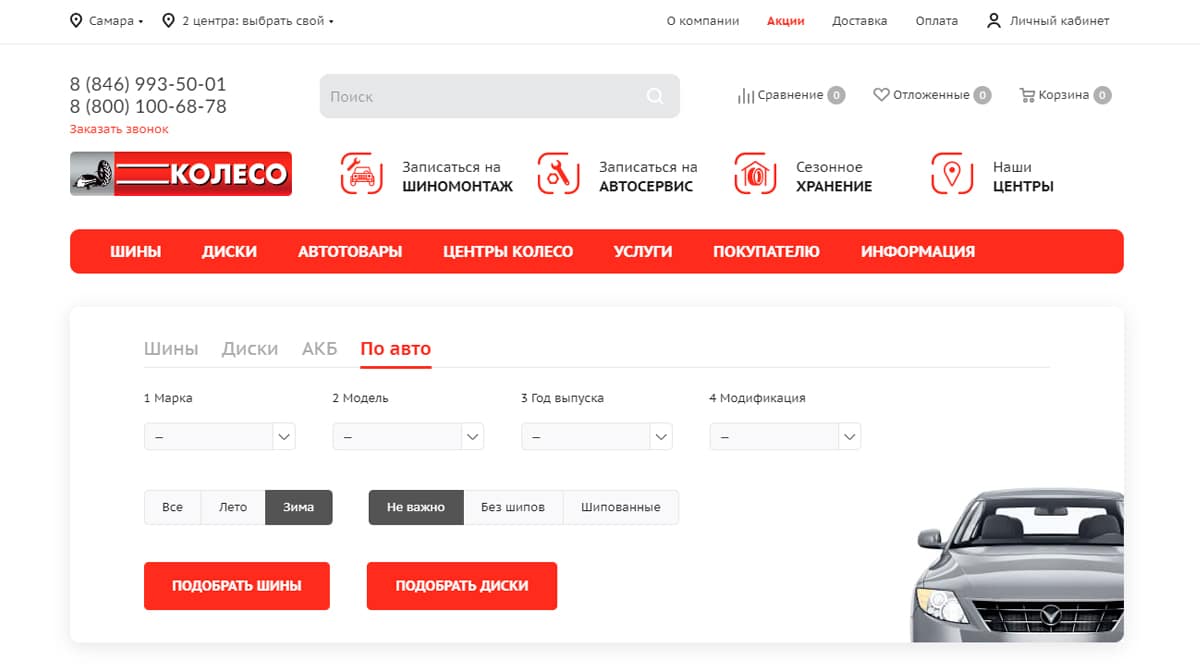 Самара
2 центра: выбрать свой
О компании
Акции
Доставка
Оплата
Личный кабинет
8 (846) 993-50-01
8 (800) 100-68-78
Заказать звонок
Поиск
Сравнение 0
Отложенные 0
Корзина 0
КОЛЕСО
Записаться на
ШИНОМОНТАЖ
Записаться на
АВТОСЕРВИС
Сезонное
ХРАНЕНИЕ
Наши
ЦЕНТРЫ
ШИНЫ ДИСКИ АВТОТОВАРЫ ЦЕНТРЫ КОЛЕСО УСЛУГИ ПОКУПАТЕЛЮ ИНФОРМАЦИЯ
Шины Диски АКБ По авто
1 Марка 2 Модель 3 Год выпуска 4 Модификация
– – – –
Все Лето Зима Не важно Без шипов Шипованные
ПОДОБРАТЬ ШИНЫ ПОДОБРАТЬ ДИСКИ